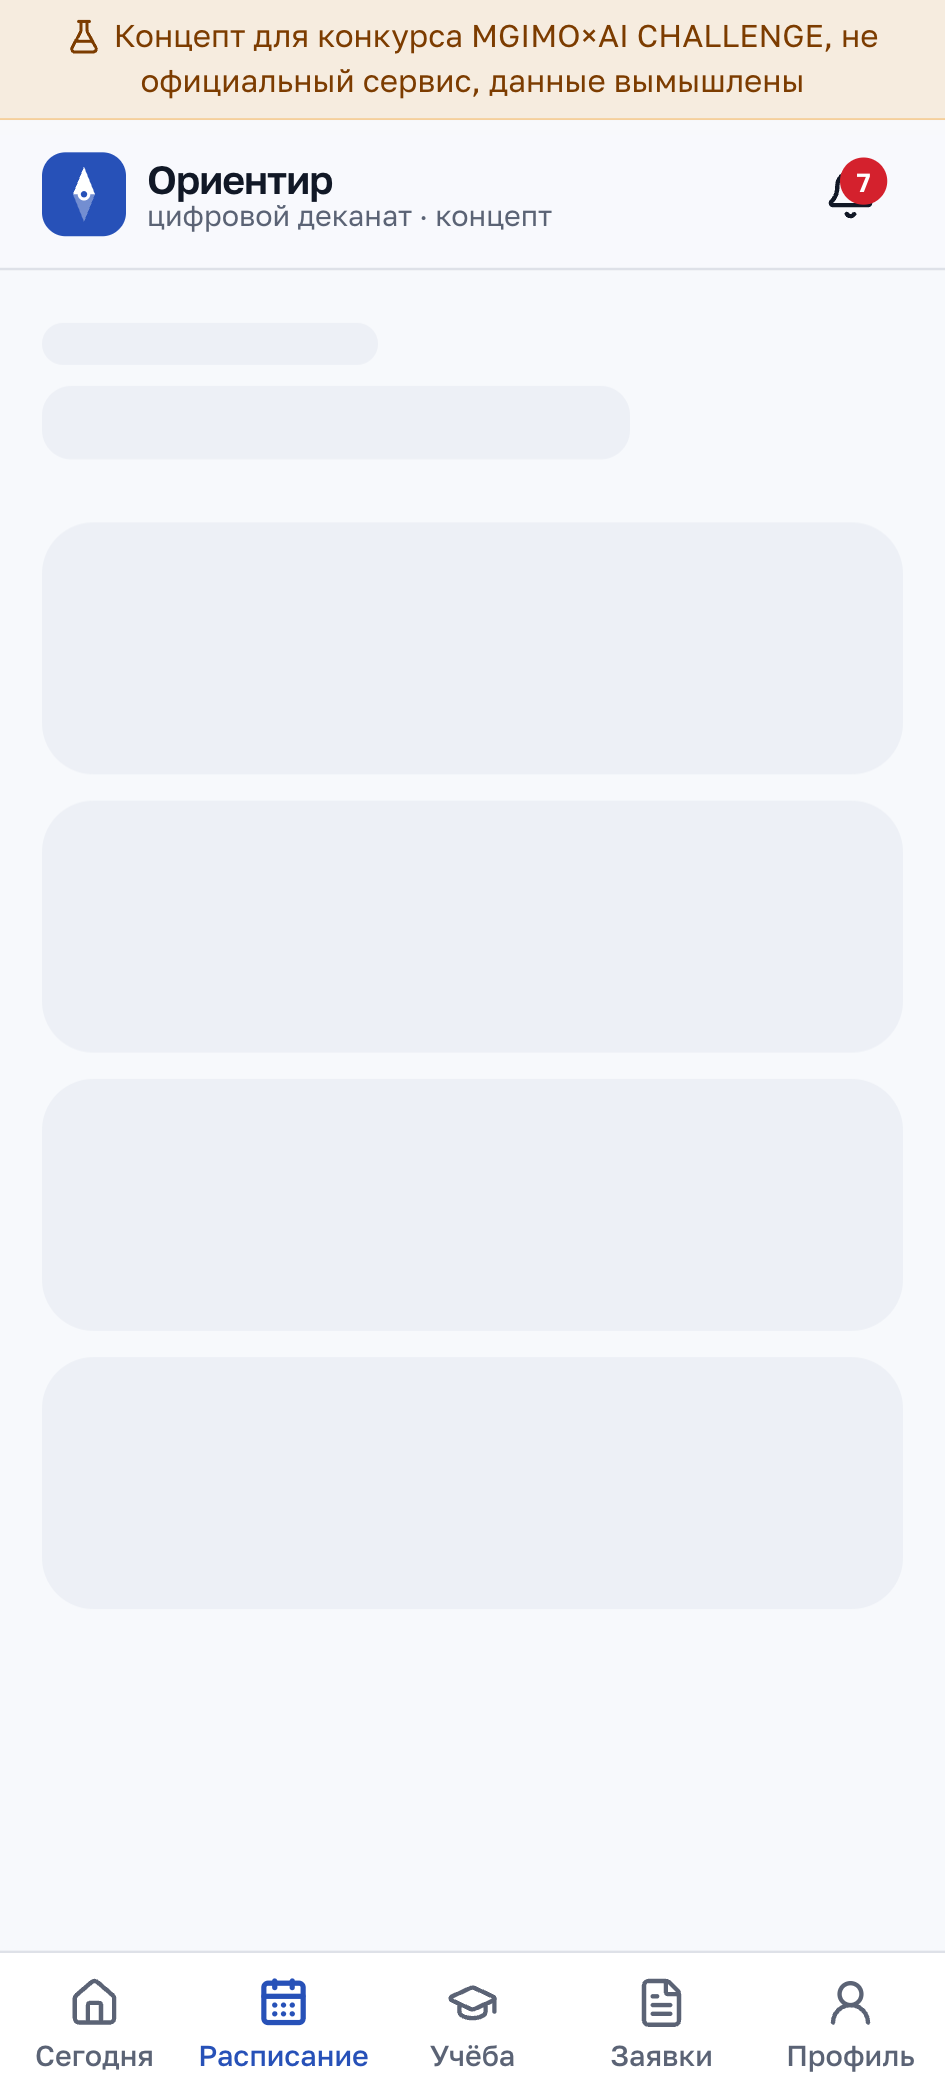 Концепт для конкурса MGIMO×AI CHALLENGE, не
официальный сервис, данные вымышлены
Ориентир
цифровой деканат · концепт
7
Сегодня
Расписание
Учёба
Заявки
Профиль